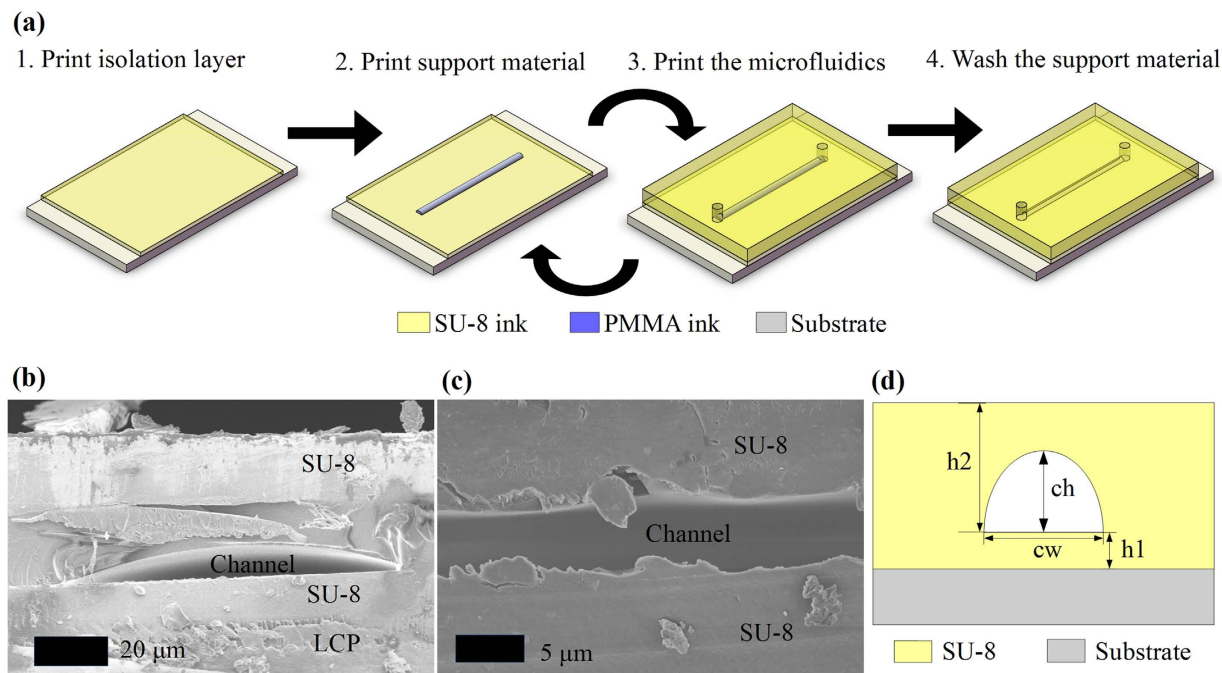 (a)
1. Print isolation layer
2. Print support material
3. Print the microfluidics
4. Wash the support material
SU-8 ink
PMMA ink
Substrate
(b)
SU-8
Channel
SU-8
LCP
20 μm
(c)
SU-8
Channel
SU-8
5 μm
(d)
h2
ch
cw
h1
SU-8
Substrate